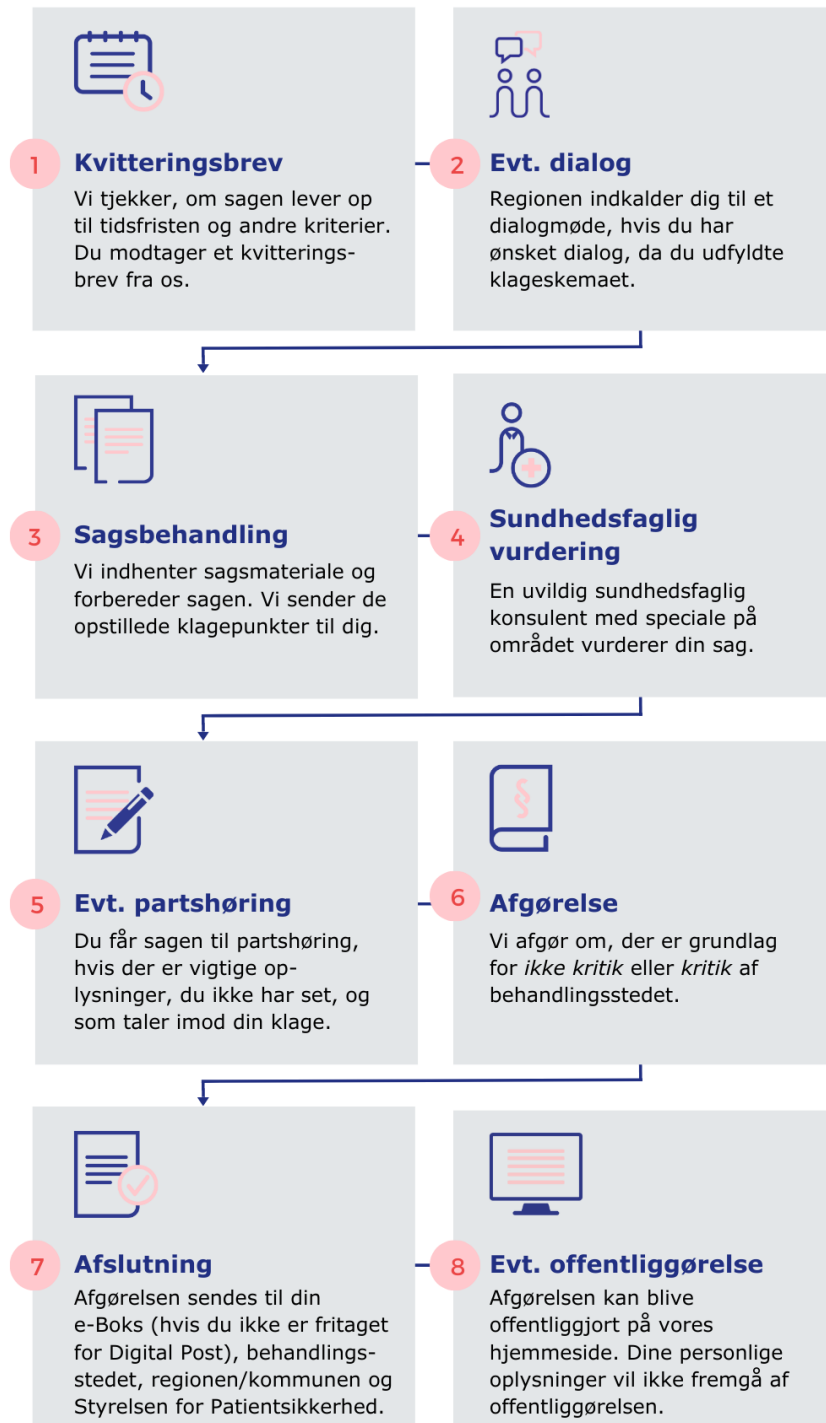 1
Kvitteringsbrev
Vi tjekker, om sagen lever op
til tidsfristen og andre kriterier.
Du modtager et kvitterings-
brev fra os.
2
Evt. dialog
Regionen indkalder dig til et
dialogmøde, hvis du har
ønsket dialog, da du udfyldte
klageskemaet.
3
Sagsbehandling
Vi indhenter sagsmateriale og
forbereder sagen. Vi sender de
opstillede klagepunkter til dig.
4
Sundhedsfaglig
vurdering
En uvildig sundhedsfaglig
konsulent med speciale på
området vurderer din sag.
5
Evt. partshøring
Du får sagen til partshøring,
hvis der er vigtige op-
lysninger, du ikke har set, og
som taler imod din klage.
6
§
Afgørelse
Vi afgør om, der er grundlag
for ikke kritik eller kritik af
behandlingsstedet.
7
Afslutning
Afgørelsen sendes til din
e-Boks (hvis du ikke er fritaget
for Digital Post), behandlings-
stedet, regionen/kommunen og
Styrelsen for Patientsikkerhed.
8
Evt. offentliggørelse
Afgørelsen kan blive
offentliggjort på vores
hjemmeside. Dine personlige
oplysninger vil ikke fremgå af
offentliggørelsen.